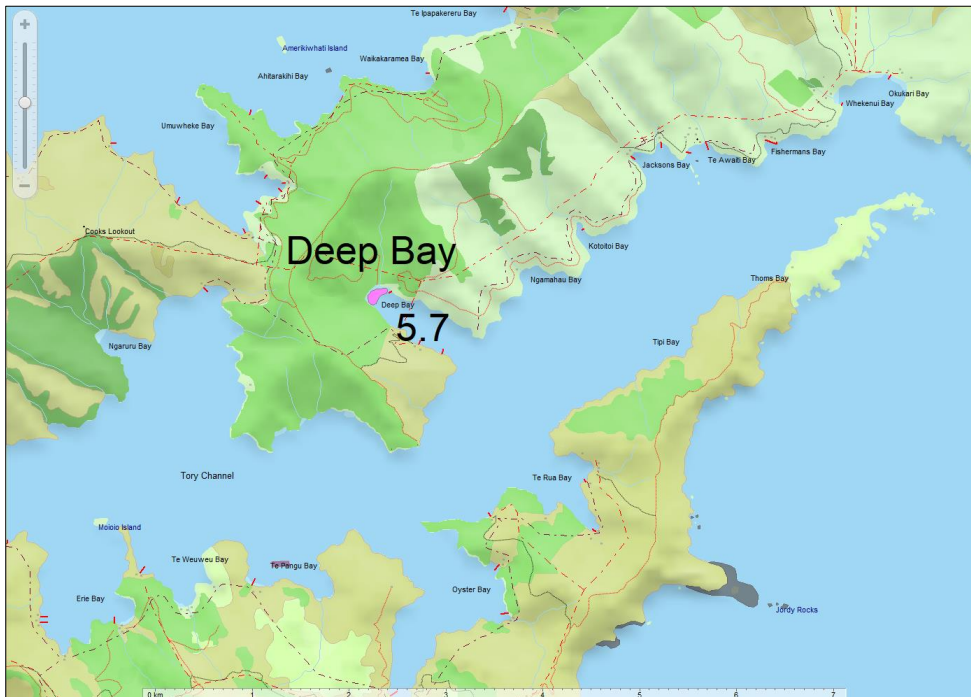 +
Te Ipapakereru Bay
Amerikiwhati Island
Waikakaramea Bay
Ahitarakihi Bay
Okukari Bay
Whekenui Bay
Umuwheke Bay
Fishermans Bay
Te Awaiti Bay
Jacksons Bay
−
Cooks Lookout
Deep Bay
Kototoi Bay
Ngamahau Bay
Thoms Bay
Deep Bay
5.7
Ngaruru Bay
Tipi Bay
Tory Channel
Te Rua Bay
Moioio Island
Te Weuweu Bay
Te Pangu Bay
Oyster Bay
Erie Bay
Jordy Rocks
0 km 1 2 3 4 5 6 7